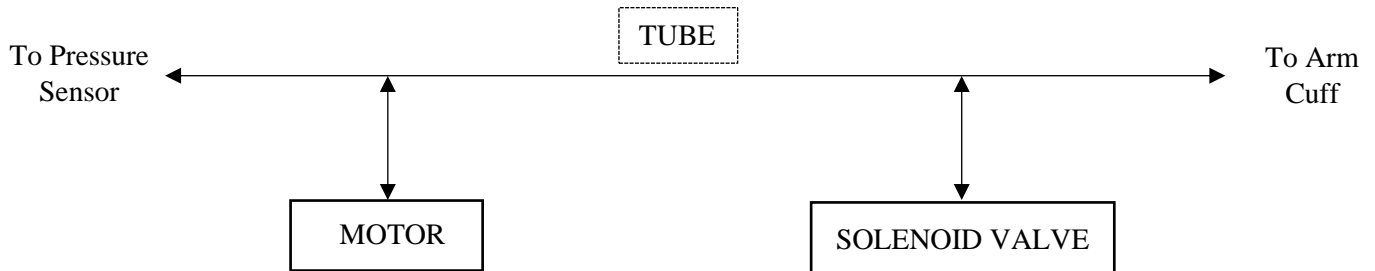 TUBE
To Pressure
Sensor
To Arm
Cuff
MOTOR
SOLENOID VALVE